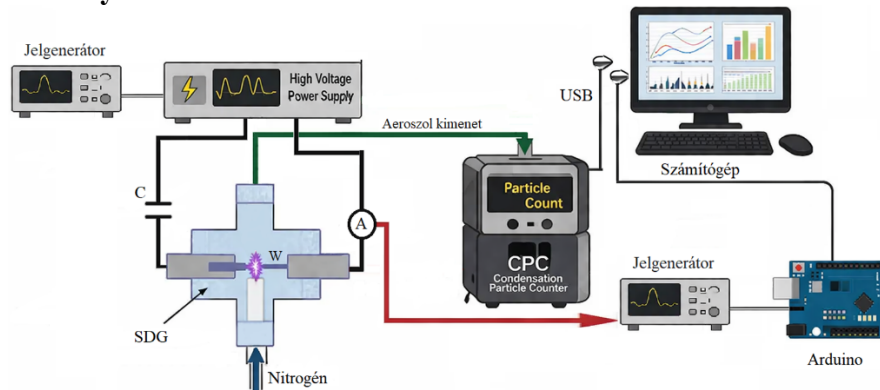 Jelgenerátor
High Voltage
Power Supply
Aeroszol kimenet
USB
Számítógép
C
A
Particle
Count
CPC
Condensation
Particle Counter
W
SDG
Nitrogén
Jelgenerátor
Arduino